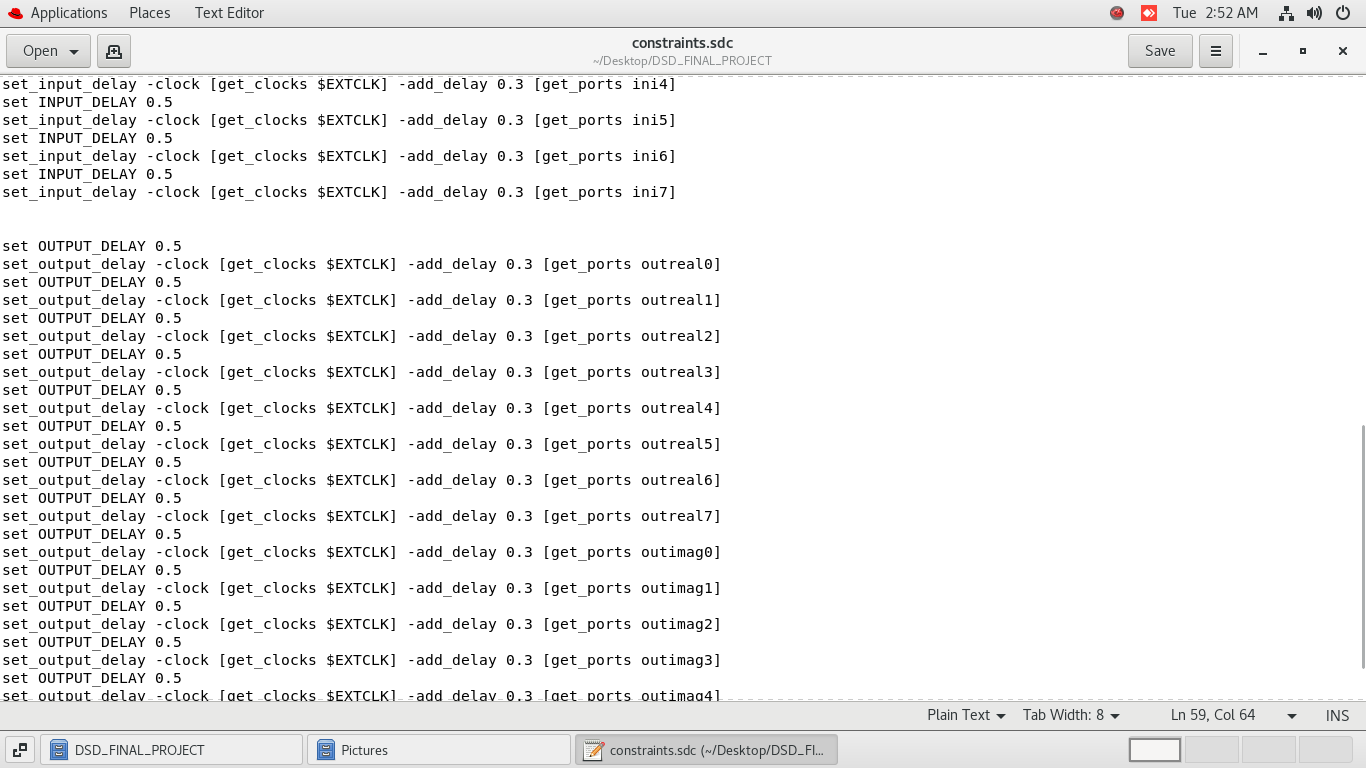 Applications Places Text Editor Tue 2:52 AM
Open constraints.sdc Save
~/Desktop/DSD_FINAL_PROJECT
set_input_delay -clock [get_clocks $EXTCLK] -add_delay 0.3 [get_ports ini4]
set INPUT_DELAY 0.5
set_input_delay -clock [get_clocks $EXTCLK] -add_delay 0.3 [get_ports ini5]
set INPUT_DELAY 0.5
set_input_delay -clock [get_clocks $EXTCLK] -add_delay 0.3 [get_ports ini6]
set INPUT_DELAY 0.5
set_input_delay -clock [get_clocks $EXTCLK] -add_delay 0.3 [get_ports ini7]
set OUTPUT_DELAY 0.5
set_output_delay -clock [get_clocks $EXTCLK] -add_delay 0.3 [get_ports outreal0]
set OUTPUT_DELAY 0.5
set_output_delay -clock [get_clocks $EXTCLK] -add_delay 0.3 [get_ports outreal1]
set OUTPUT_DELAY 0.5
set_output_delay -clock [get_clocks $EXTCLK] -add_delay 0.3 [get_ports outreal2]
set OUTPUT_DELAY 0.5
set_output_delay -clock [get_clocks $EXTCLK] -add_delay 0.3 [get_ports outreal3]
set OUTPUT_DELAY 0.5
set_output_delay -clock [get_clocks $EXTCLK] -add_delay 0.3 [get_ports outreal4]
set OUTPUT_DELAY 0.5
set_output_delay -clock [get_clocks $EXTCLK] -add_delay 0.3 [get_ports outreal5]
set OUTPUT_DELAY 0.5
set_output_delay -clock [get_clocks $EXTCLK] -add_delay 0.3 [get_ports outreal6]
set OUTPUT_DELAY 0.5
set_output_delay -clock [get_clocks $EXTCLK] -add_delay 0.3 [get_ports outreal7]
set OUTPUT_DELAY 0.5
set_output_delay -clock [get_clocks $EXTCLK] -add_delay 0.3 [get_ports outimag0]
set OUTPUT_DELAY 0.5
set_output_delay -clock [get_clocks $EXTCLK] -add_delay 0.3 [get_ports outimag1]
set OUTPUT_DELAY 0.5
set_output_delay -clock [get_clocks $EXTCLK] -add_delay 0.3 [get_ports outimag2]
set OUTPUT_DELAY 0.5
set_output_delay -clock [get_clocks $EXTCLK] -add_delay 0.3 [get_ports outimag3]
set OUTPUT_DELAY 0.5
set_output_delay -clock [get_clocks $EXTCLK] -add_delay 0.3 [get_ports outimag4]
Plain Text Tab Width: 8 Ln 59, Col 64 INS
DSD_FINAL_PROJECT Pictures constraints.sdc (~/Desktop/DSD_FI...